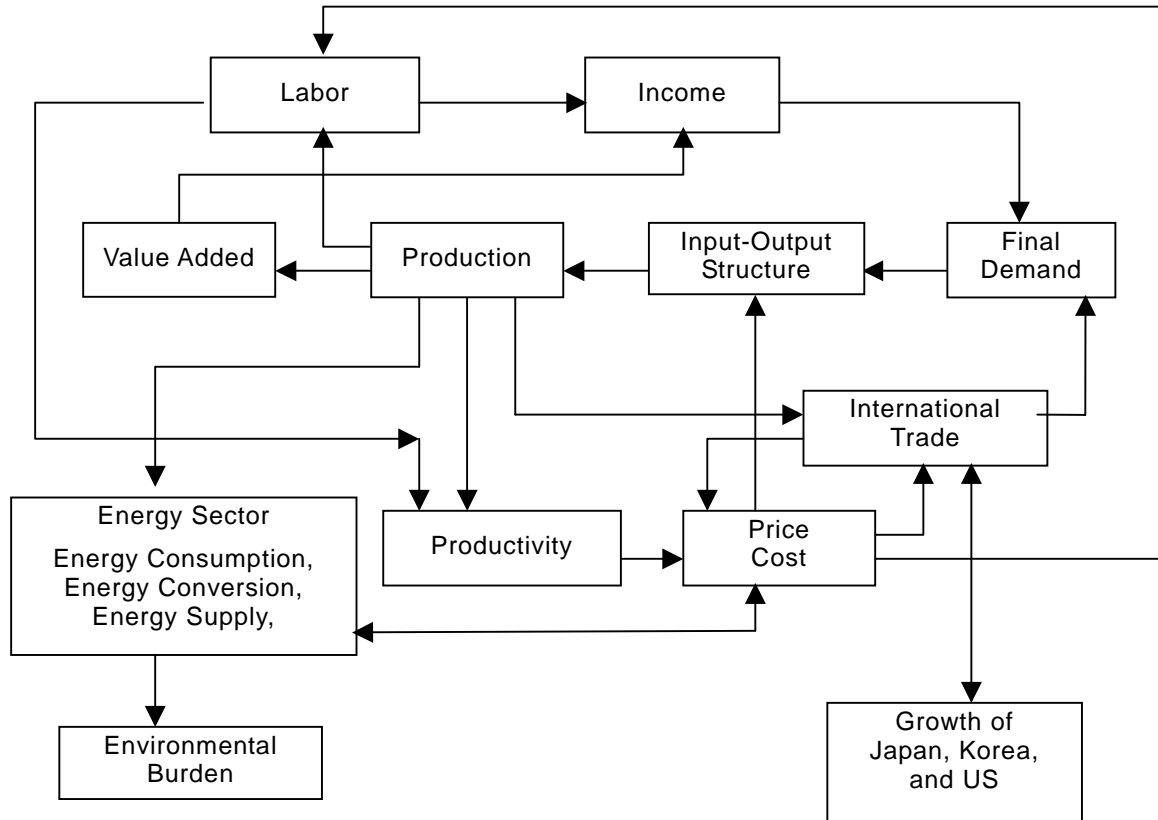 Labor
Income
Value Added
Production
Input-Output
Structure
Final
Demand
International
Trade
Energy Sector
Energy Consumption,
Energy Conversion,
Energy Supply,
Productivity
Price
Cost
Environmental
Burden
Growth of
Japan, Korea,
and US